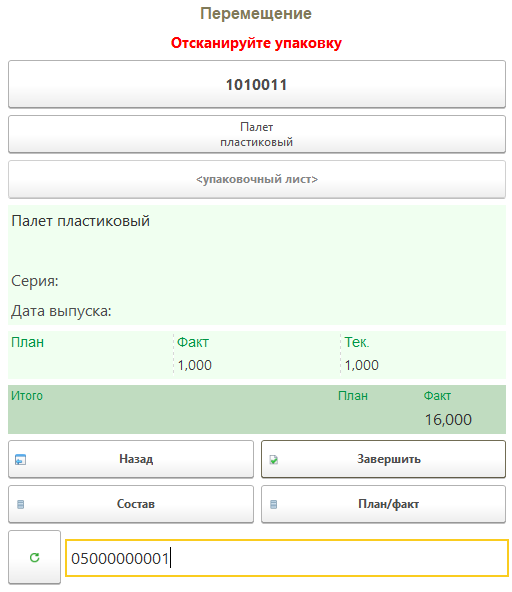 Перемещение
Отсканируйте упаковку
1010011
Палет
пластиковый
<упаковочный лист>
Палет пластиковый
Серия:
Дата выпуска:
План Факт Тек.
1,000 1,000
Итого План Факт
16,000
Назад Завершить
Состав План/факт
05000000001